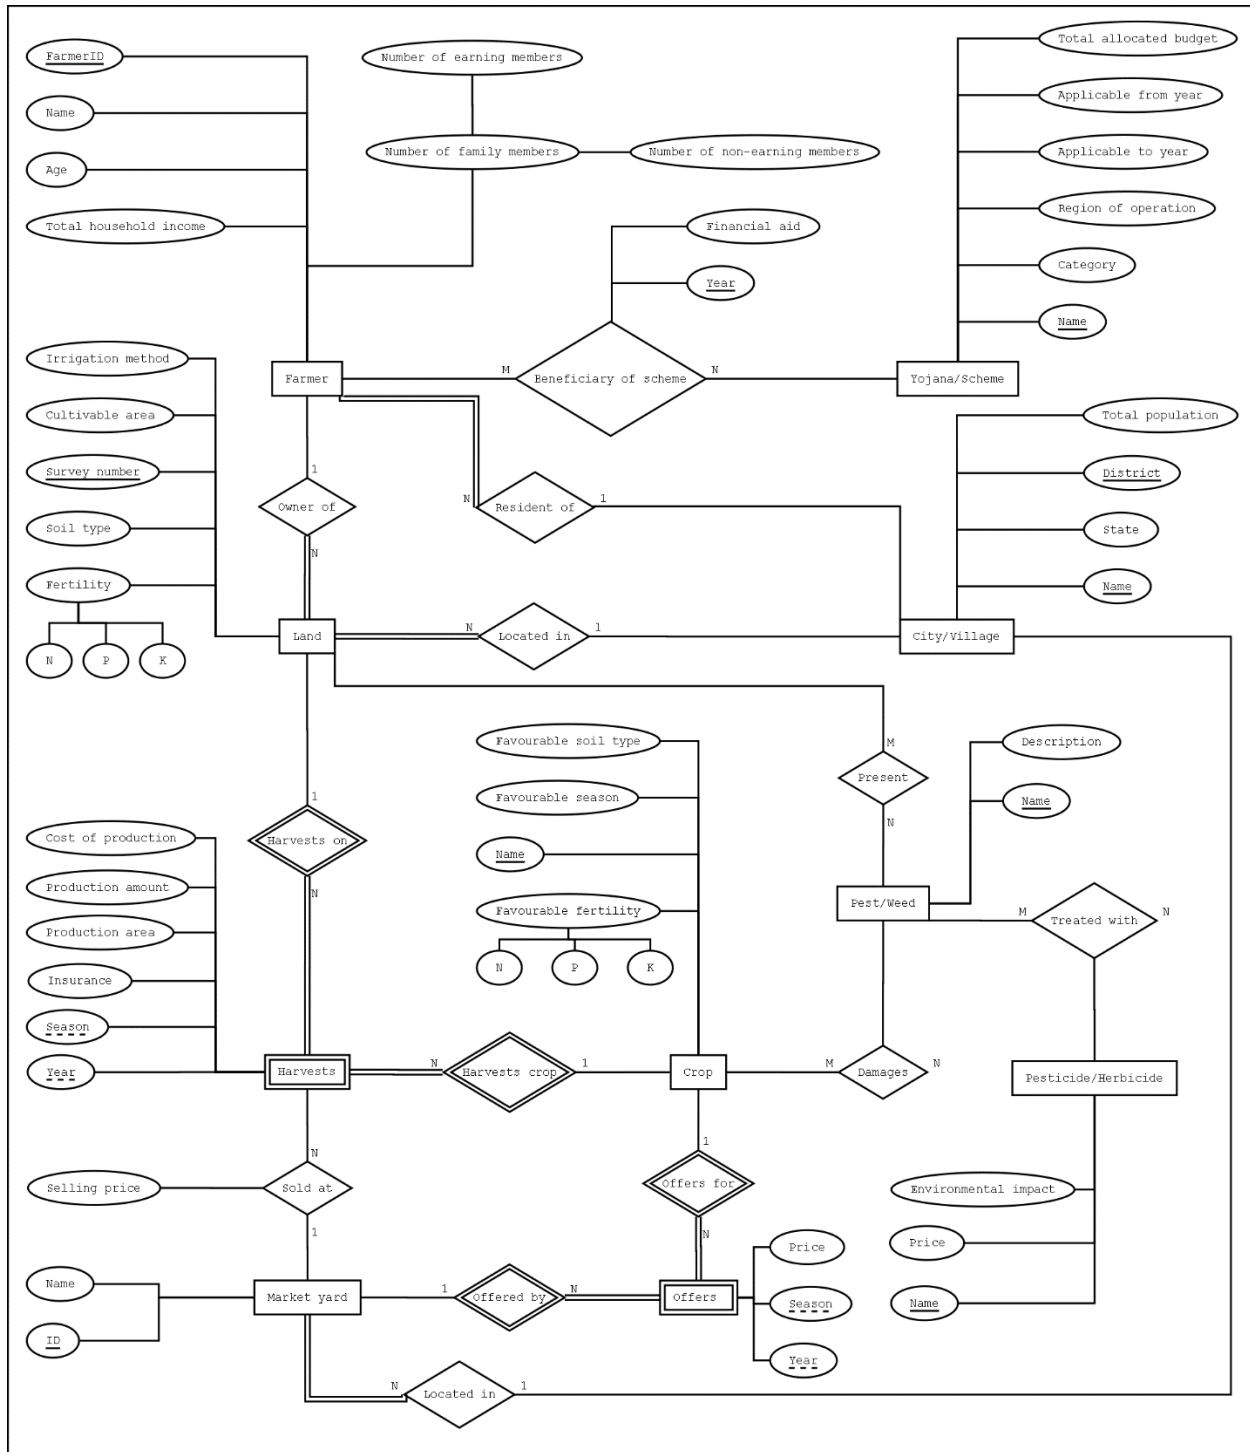 FarmerID
Name
Age
Total household income
Number of earning members
Number of family members
Number of non-earning members
Financial aid
Year
Total allocated budget
Applicable from year
Applicable to year
Region of operation
Category
Name
Farmer
M
Beneficiary of scheme
N
Yojana/Scheme
Irrigation method
Cultivable area
Survey number
Soil type
Fertility
N
P
K
1
Owner of
N
N
Resident of
1
Total population
District
State
Name
Land
N
Located in
1
City/Village
Favourable soil type
Favourable season
Name
Favourable fertility
N
P
K
M
Present
N
Description
Name
1
Harvests on
N
Cost of production
Production amount
Production area
Insurance
Season
Year
Pest/Weed
M
Treated with
N
Harvests
N
Harvests crop
1
Crop
M
Damages
N
Pesticide/Herbicide
N
Sold at
1
Selling price
1
Offers for
N
Environmental impact
Price
Name
Name
ID
Market yard
1
Offered by
N
Offers
Price
Season
Year
N
Located in
1